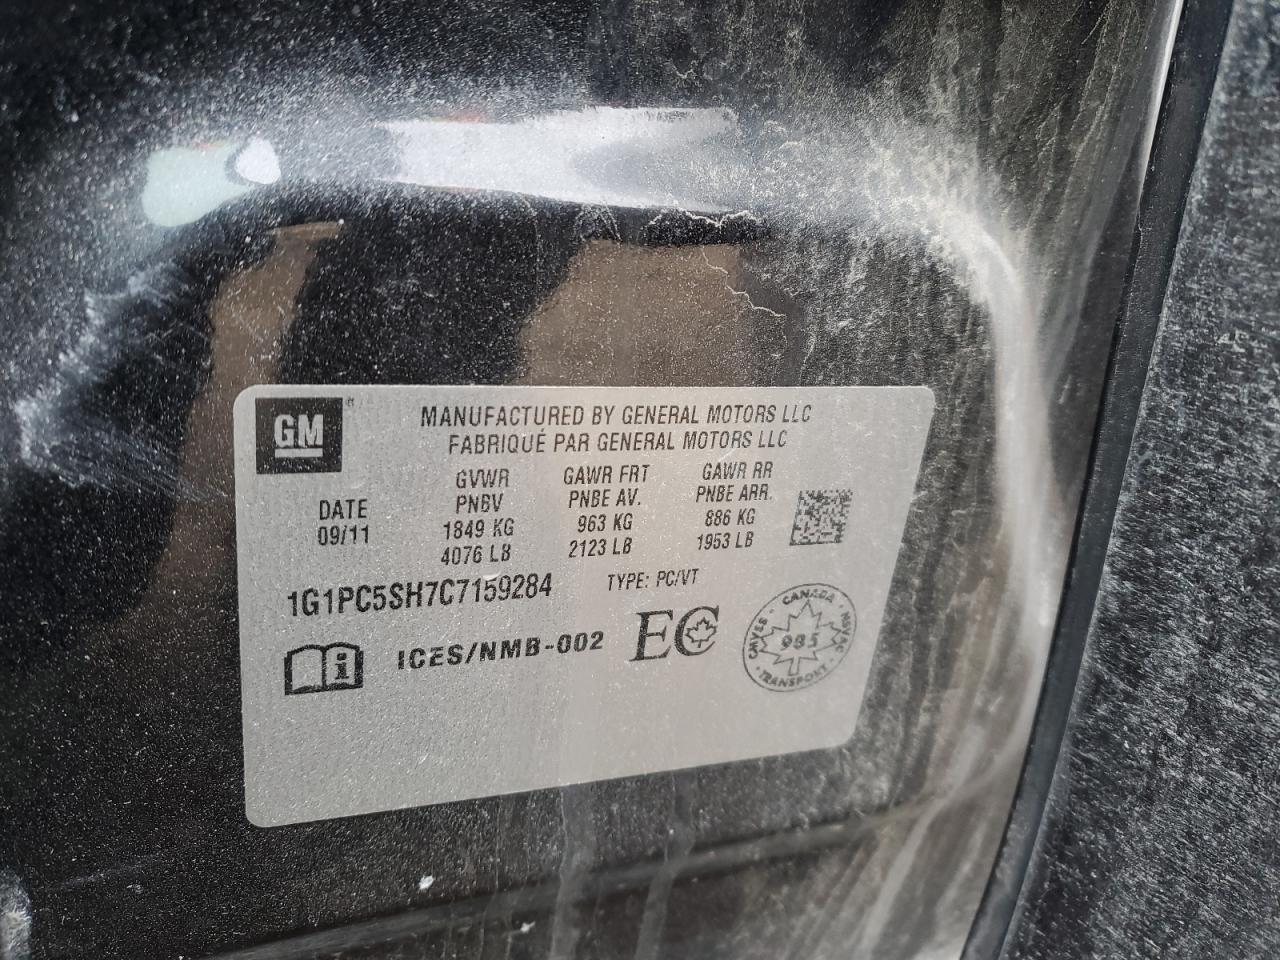 GM®
MANUFACTURED BY GENERAL MOTORS LLC
FABRIQUÉ PAR GENERAL MOTORS LLC
DATE
09/11
GVWR
PNBV
1849 KG
4076 LB
GAWR FRT
PNBE AV.
963 KG
2123 LB
GAWR RR
PNBE ARR.
886 KG
1953 LB
1G1PC5SH7C7159284
TYPE: PC/VT
i
ICES/NMB-002
EC
CANADA
CMVSS
NSVAC
985
TRANSPORT